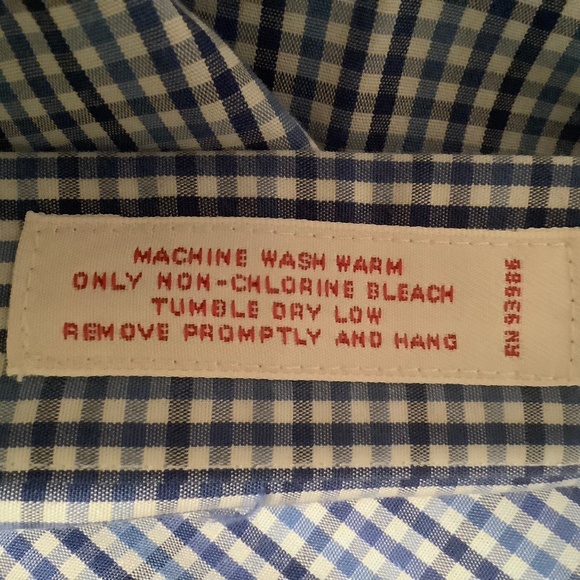 MACHINE WASH WARM
ONLY NON-CHLORINE BLEACH
TUMBLE DRY LOW
REMOVE PROMPTLY AND HANG
RN 93986